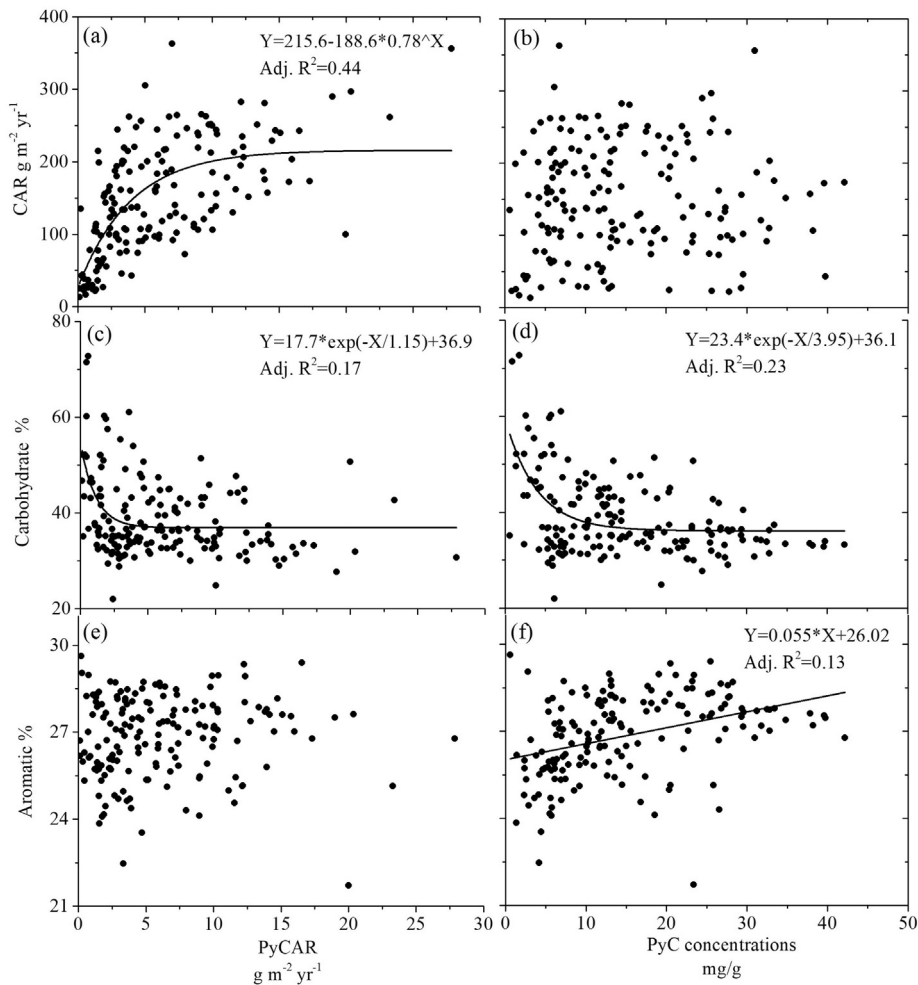 (a)
Y=215.6-188.6*0.78^X
Adj. R²=0.44
CAR g m⁻² yr⁻¹
400
300
200
100
0
(b)
(c)
Y=17.7*exp(-X/1.15)+36.9
Adj. R²=0.17
Carbohydrate %
80
60
40
20
(d)
Y=23.4*exp(-X/3.95)+36.1
Adj. R²=0.23
(e)
Aromatic %
30
27
24
21
0 5 10 15 20 25 30
PyCAR
g m⁻² yr⁻¹
(f)
Y=0.055*X+26.02
Adj. R²=0.13
0 10 20 30 40 50
PyC concentrations
mg/g